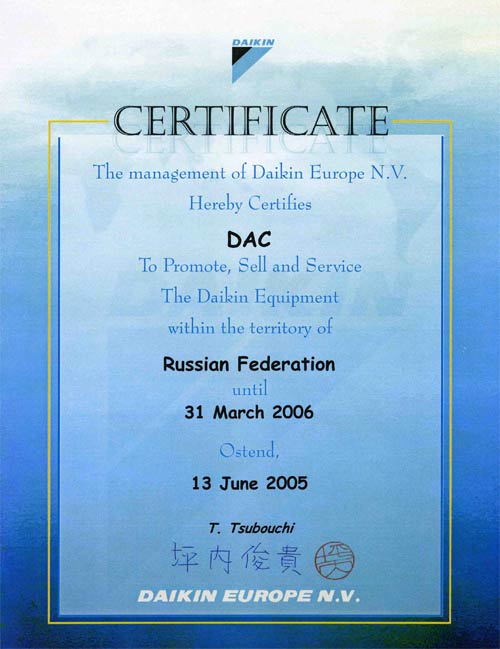 DAIKIN
CERTIFICATE
The management of Daikin Europe N.V.
Hereby Certifies
DAC
To Promote, Sell and Service
The Daikin Equipment
within the territory of
Russian Federation
until
31 March 2006
Ostend,
13 June 2005
T. Tsubouchi
坪内俊貴
DAIKIN EUROPE N.V.